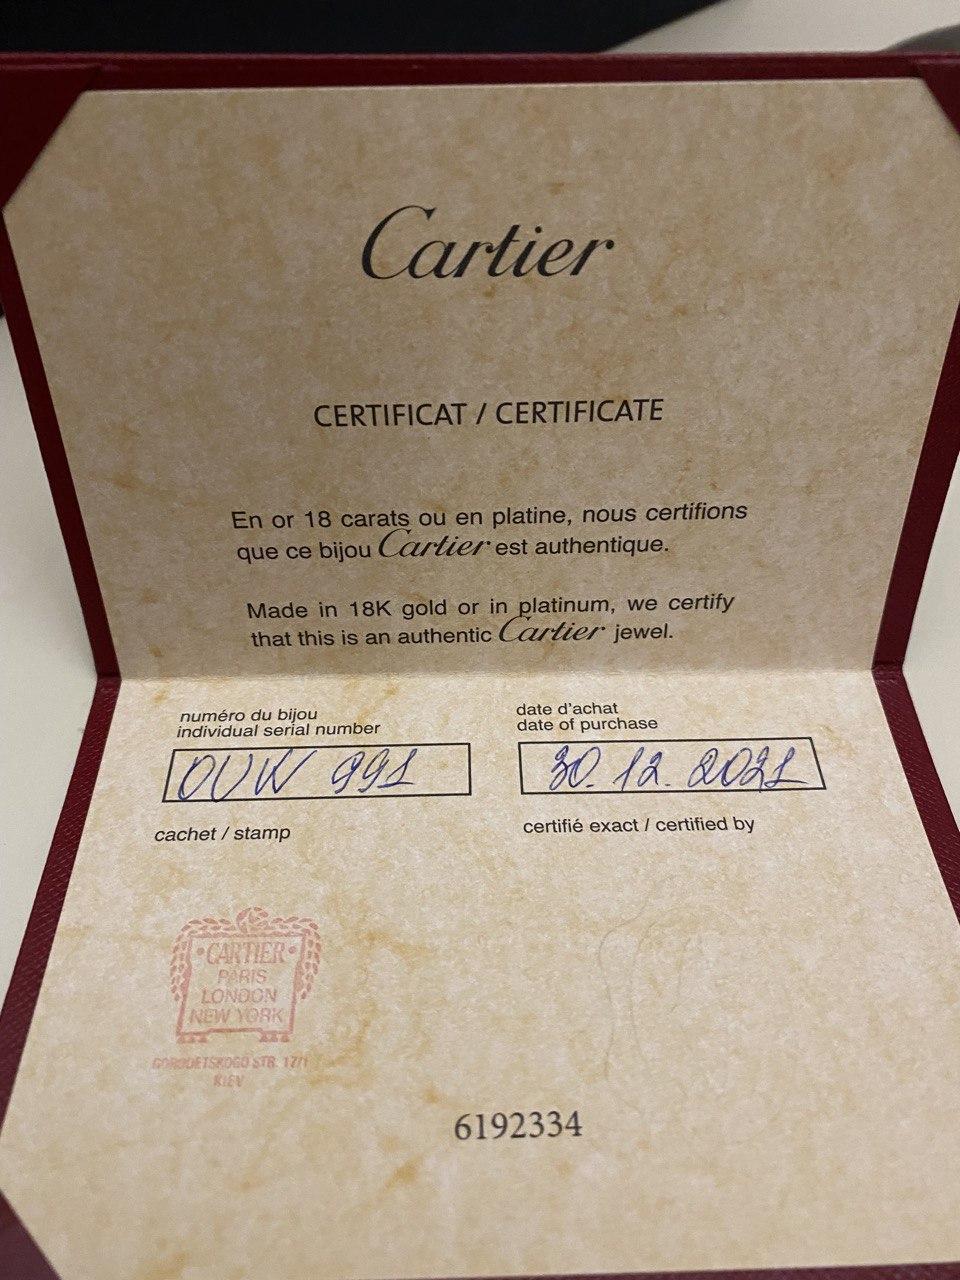 Cartier
CERTIFICAT / CERTIFICATE
En or 18 carats ou en platine, nous certifions
que ce bijou Cartier est authentique.
Made in 18K gold or in platinum, we certify
that this is an authentic Cartier jewel.
numéro du bijou
individual serial number
OUW 991
date d'achat
date of purchase
30.12.2021
cachet / stamp
certifié exact / certified by
CARTIER
PARIS
LONDON
NEW YORK
GORODETSKOGO STR. 17/1
KIEV
6192334